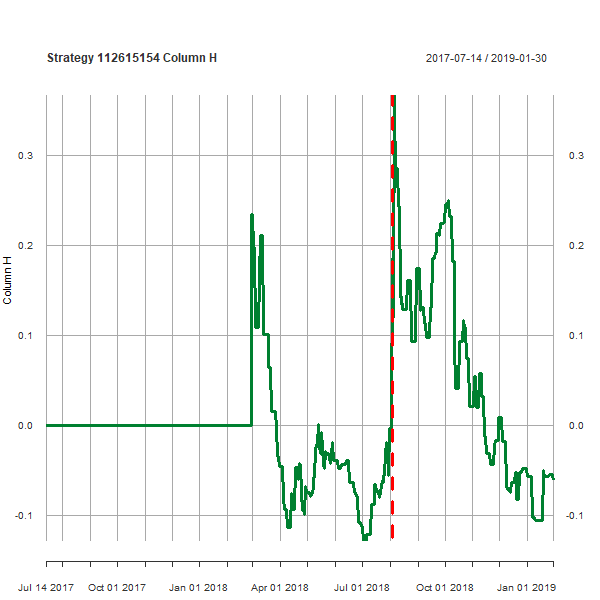 Strategy 112615154 Column H
2017-07-14 / 2019-01-30
0.3 0.3
0.2 0.2
Column H
0.1 0.1
0.0 0.0
-0.1 -0.1
Jul 14 2017 Oct 01 2017 Jan 01 2018 Apr 01 2018 Jul 01 2018 Oct 01 2018 Jan 01 2019